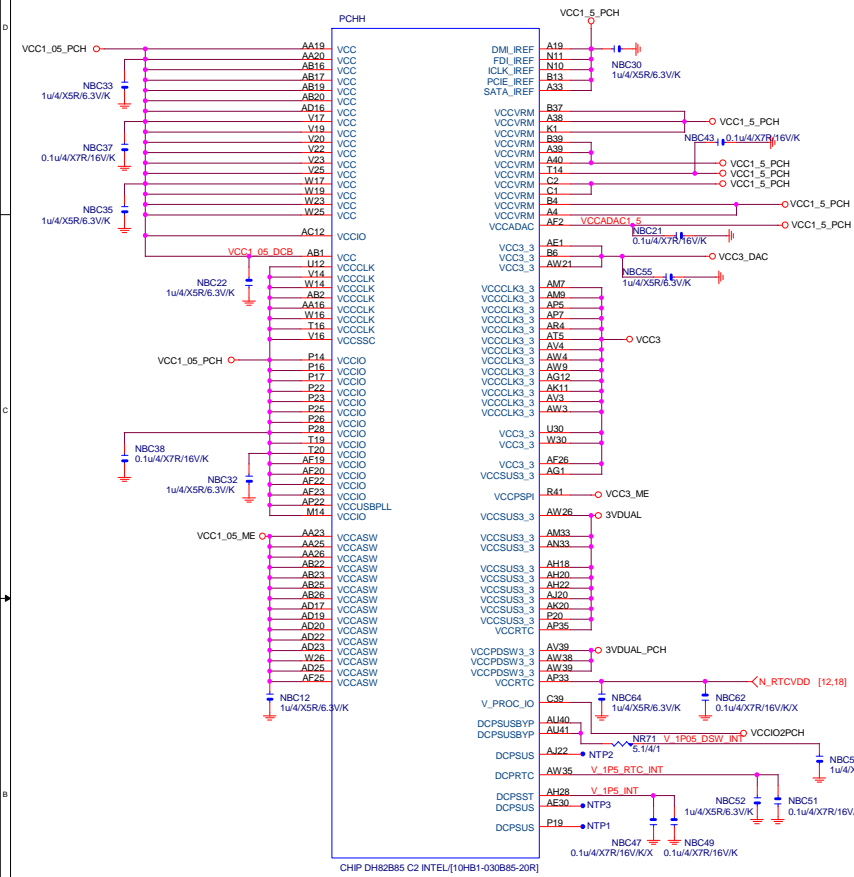 VCC1_5_PCH
D
PCHH
VCC1_05_PCH
AA19 VCC
AA20 VCC
AB16 VCC
AB17 VCC
AB19 VCC
AB20 VCC
AD16 VCC
V17 VCC
V19 VCC
V20 VCC
V22 VCC
V23 VCC
V25 VCC
W17 VCC
W19 VCC
W23 VCC
W25 VCC
AC12 VCCIO
VCC1_05_DCB AB1 VCC
U12 VCCCLK
V14 VCCCLK
W14 VCCCLK
AB2 VCCCLK
AA16 VCCCLK
W16 VCCCLK
T16 VCCCLK
V16 VCCSSC
NBC33
1u/4/X5R/6.3V/K
NBC37
0.1u/4/X7R/16V/K
NBC35
1u/4/X5R/6.3V/K
NBC22
1u/4/X5R/6.3V/K
C
VCC1_05_PCH
P14 VCCIO
P16 VCCIO
P17 VCCIO
P22 VCCIO
P23 VCCIO
P25 VCCIO
P26 VCCIO
P28 VCCIO
T19 VCCIO
T20 VCCIO
AF19 VCCIO
AF20 VCCIO
AF22 VCCIO
AF23 VCCIO
AP22 VCCUSBPLL
M14 VCCIO
NBC38
0.1u/4/X7R/16V/K
NBC32
1u/4/X5R/6.3V/K
VCC1_05_ME
AA23 VCCASW
AA25 VCCASW
AA26 VCCASW
AB22 VCCASW
AB23 VCCASW
AB25 VCCASW
AB26 VCCASW
AD17 VCCASW
AD19 VCCASW
AD20 VCCASW
AD22 VCCASW
AD23 VCCASW
W26 VCCASW
AD25 VCCASW
AF25 VCCASW
NBC12
1u/4/X5R/6.3V/K
B
DMI_IREF A19
FDI_IREF N11
ICLK_IREF N10
PCIE_IREF B13
SATA_IREF A33
NBC30
1u/4/X5R/6.3V/K
VCCVRM B37
VCCVRM A38 VCC1_5_PCH
VCCVRM K1
VCCVRM B39 NBC43 0.1u/4/X7R/16V/K
VCCVRM A39
VCCVRM A40 VCC1_5_PCH
VCCVRM T14 VCC1_5_PCH
VCCVRM C2 VCC1_5_PCH
VCCVRM C1
VCCVRM B4 VCC1_5_PCH
VCCVRM A4
VCCADAC AF2 VCCADAC1_5 VCC1_5_PCH
NBC21
0.1u/4/X7R/16V/K
VCC3_3 AE1
VCC3_3 B6 VCC3_DAC
VCC3_3 AW21
NBC55
1u/4/X5R/6.3V/K
VCCCLK3_3 AM7
VCCCLK3_3 AM9
VCCCLK3_3 AP5
VCCCLK3_3 AP7
VCCCLK3_3 AR4
VCCCLK3_3 AT5 VCC3
VCCCLK3_3 AV4
VCCCLK3_3 AW4
VCCCLK3_3 AW9
VCCCLK3_3 AG12
VCCCLK3_3 AK11
VCCCLK3_3 AV3
VCCCLK3_3 AW3
VCC3_3 U30
VCC3_3 W30
VCC3_3 AF26
VCCSUS3_3 AG1
VCCPSPI R41 VCC3_ME
VCCSUS3_3 AW26 3VDUAL
VCCSUS3_3 AM33
VCCSUS3_3 AN33
VCCSUS3_3 AH18
VCCSUS3_3 AH20
VCCSUS3_3 AH22
VCCSUS3_3 AJ20
VCCSUS3_3 AK20
VCCSUS3_3 P20
VCCRTC AP35
VCCPDSW3_3 AV39 3VDUAL_PCH
VCCPDSW3_3 AW38
VCCPDSW3_3 AW39
VCCRTC AP33 N_RTCVDD [12,18]
V_PROC_IO C39
NBC64
1u/4/X5R/6.3V/K
NBC62
0.1u/4/X7R/16V/K/X
DCPSUSBYP AU40 VCCIO2PCH
DCPSUSBYP AU41 NR71 V_1P05_DSW_INT
5.1/4/1
DCPSUS AJ22 NTP2
NBC5
1u/4/X
DCPRTC AW35 V_1P5_RTC_INT
DCPSST AH28 V_1P5_INT
DCPSUS AE30 NTP3
DCPSUS P19 NTP1
NBC52
1u/4/X5R/6.3V/K
NBC51
0.1u/4/X7R/16V/
NBC47
0.1u/4/X7R/16V/K/X
NBC49
0.1u/4/X7R/16V/K
CHIP DH82B85 C2 INTEL/[10HB1-030B85-20R]